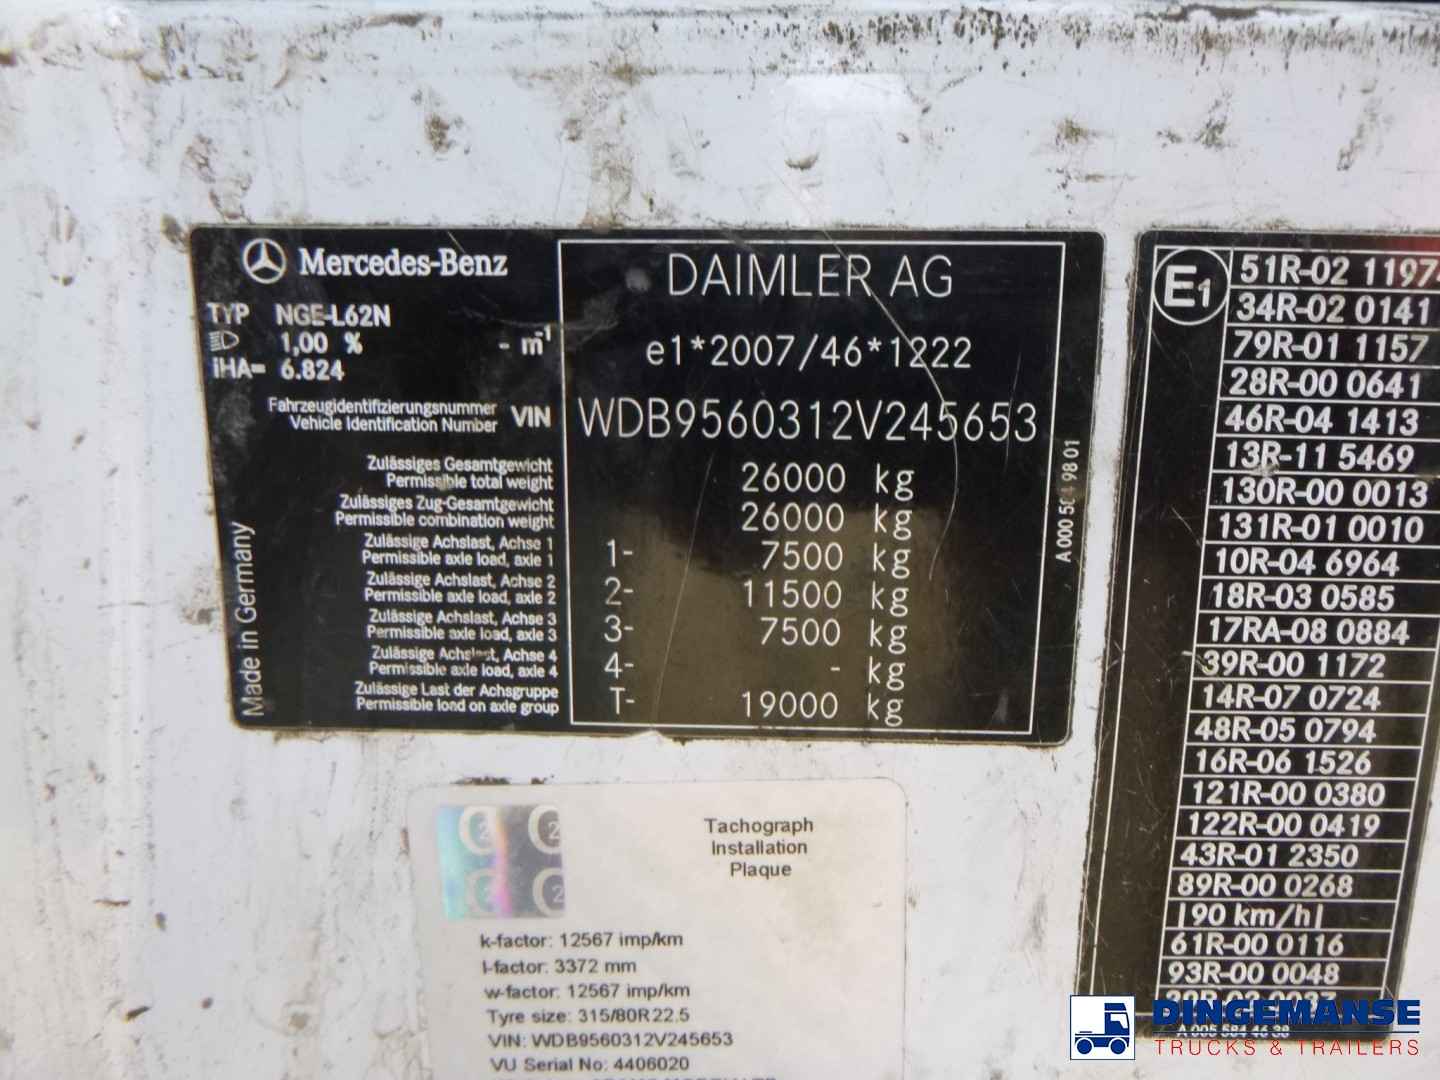 Mercedes-Benz
TYP NGE-L62N
1,00 % - m-1
iHA= 6.824
Fahrzeugidentifizierungsnummer
Vehicle Identification Number
VIN
Zulässiges Gesamtgewicht
Permissible total weight
Zulässiges Zug-Gesamtgewicht
Permissible combination weight
Zulässige Achslast, Achse 1
Permissible axle load, axle 1
Zulässige Achslast, Achse 2
Permissible axle load, axle 2
Zulässige Achslast, Achse 3
Permissible axle load, axle 3
Zulässige Achslast, Achse 4
Permissible axle load, axle 4
Zulässige Last der Achsgruppe
Permissible load on axle group
Made in Germany
DAIMLER AG
e1*2007/46*1222
WDB9560312V245653
26000 kg
26000 kg
1- 7500 kg
2- 11500 kg
3- 7500 kg
4- - kg
T- 19000 kg
A 000 98 01
E1
51R-02 1197
34R-02 0141
79R-01 1157
28R-00 0641
46R-04 1413
13R-11 5469
130R-00 0013
131R-01 0010
10R-04 6964
18R-03 0585
17RA-08 0884
39R-00 1172
14R-07 0724
48R-05 0794
16R-06 1526
121R-00 0380
122R-00 0419
43R-01 2350
89R-00 0268
|90 km/h|
61R-00 0116
93R-00 0048
A 005 584 46 38
Tachograph
Installation
Plaque
k-factor: 12567 imp/km
l-factor: 3372 mm
w-factor: 12567 imp/km
Tyre size: 315/80R22.5
VIN: WDB9560312V245653
VU Serial No: 4406020
DINGEMANSE
TRUCKS & TRAILERS